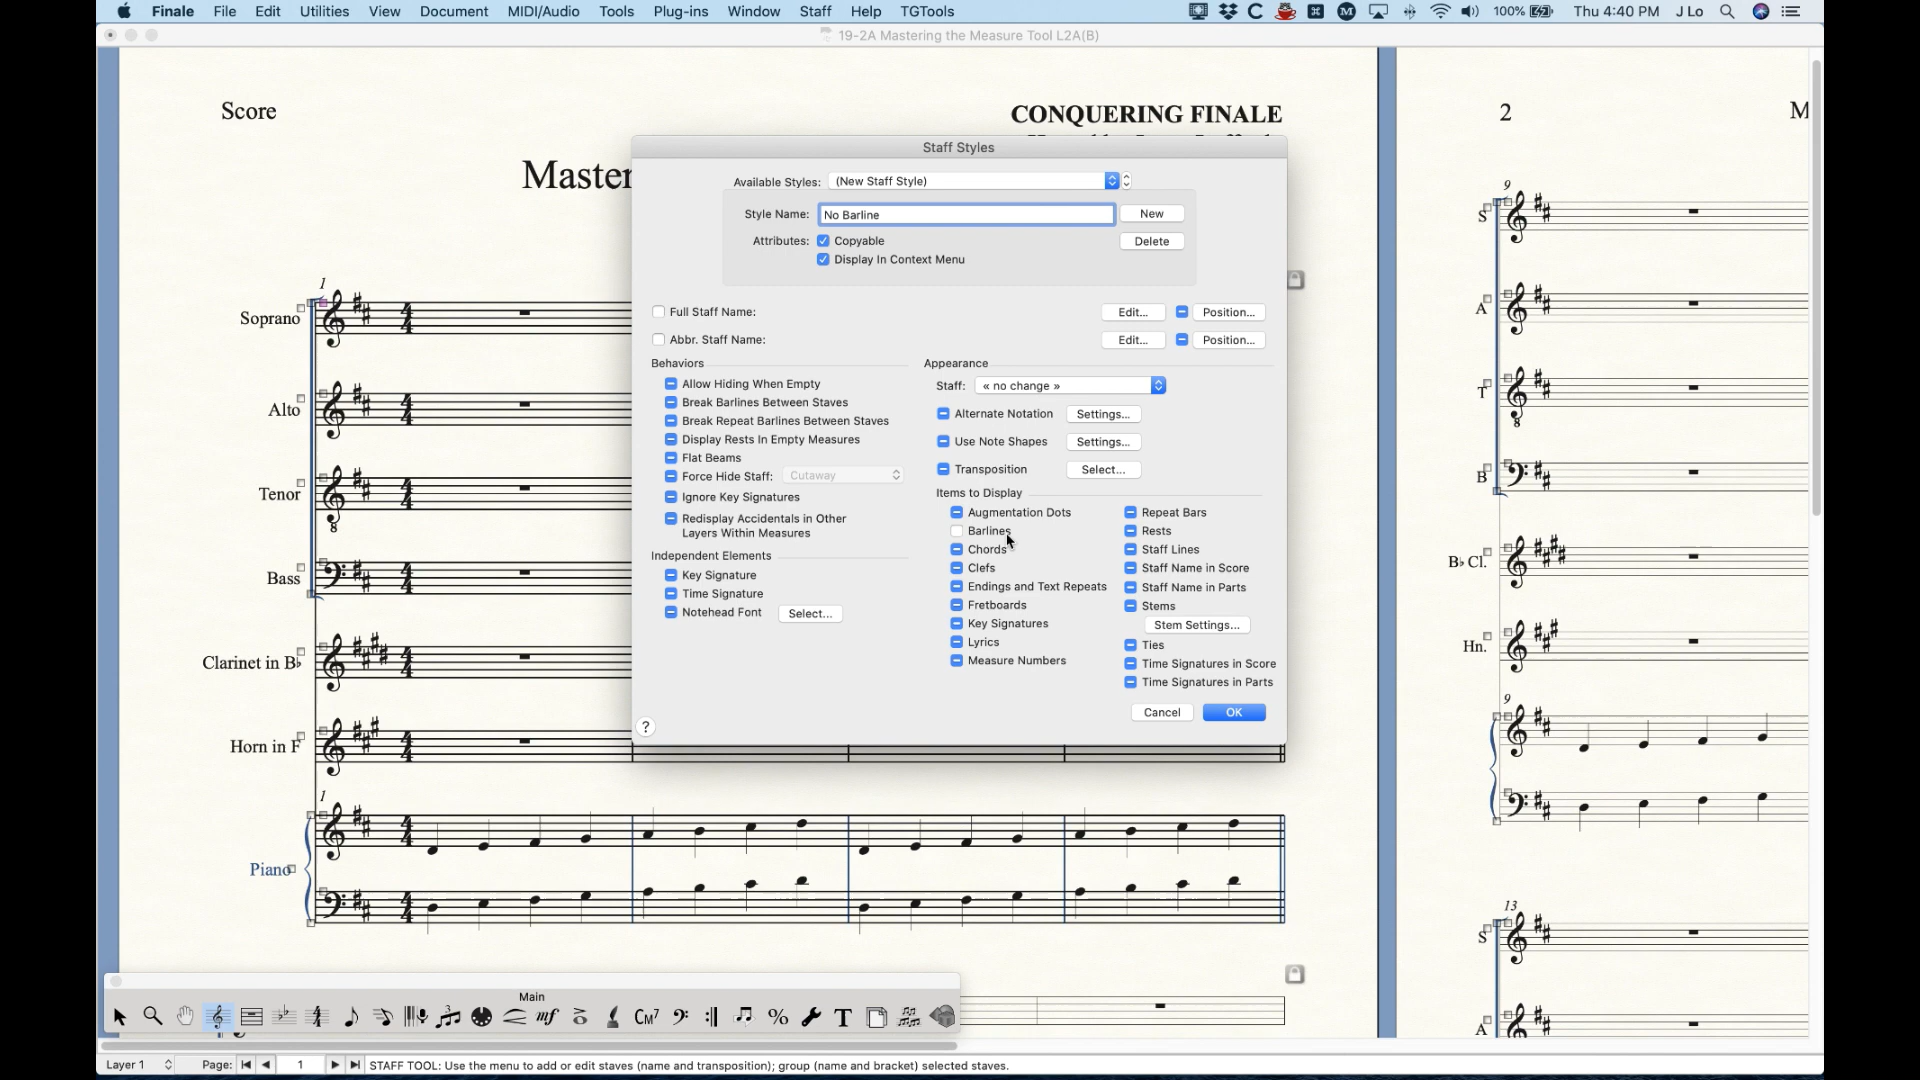 Finale File Edit Utilities View Document MIDI/Audio Tools Plug-ins Window Staff Help TGTools 100% Thu 4:40 PM J Lo
19-2A Mastering the Measure Tool L2A(B)
Score
CONQUERING FINALE
2
M
Master
Staff Styles
Available Styles: (New Staff Style)
Style Name: No Barline New
Attributes: Copyable Delete
Display In Context Menu
Full Staff Name: Edit... Position...
Abbr. Staff Name: Edit... Position...
Behaviors
Allow Hiding When Empty
Break Barlines Between Staves
Break Repeat Barlines Between Staves
Display Rests In Empty Measures
Flat Beams
Force Hide Staff: Cutaway
Ignore Key Signatures
Redisplay Accidentals in Other
Layers Within Measures
Independent Elements
Key Signature
Time Signature
Notehead Font Select...
Appearance
Staff: « no change »
Alternate Notation Settings...
Use Note Shapes Settings...
Transposition Select...
Items to Display
Augmentation Dots
Barlines
Chords
Clefs
Endings and Text Repeats
Fretboards
Key Signatures
Lyrics
Measure Numbers
Repeat Bars
Rests
Staff Lines
Staff Name in Score
Staff Name in Parts
Stems
Stem Settings...
Ties
Time Signatures in Score
Time Signatures in Parts
? Cancel OK
1
Soprano
Alto
Tenor
8
Bass
Clarinet in B♭
Horn in F
1
Piano
9
S
A
T
8
B
B♭ Cl.
Hn.
9
13
S
A
Main
CM7 T
Layer 1 Page: 1 STAFF TOOL: Use the menu to add or edit staves (name and transposition); group (name and bracket) selected staves.